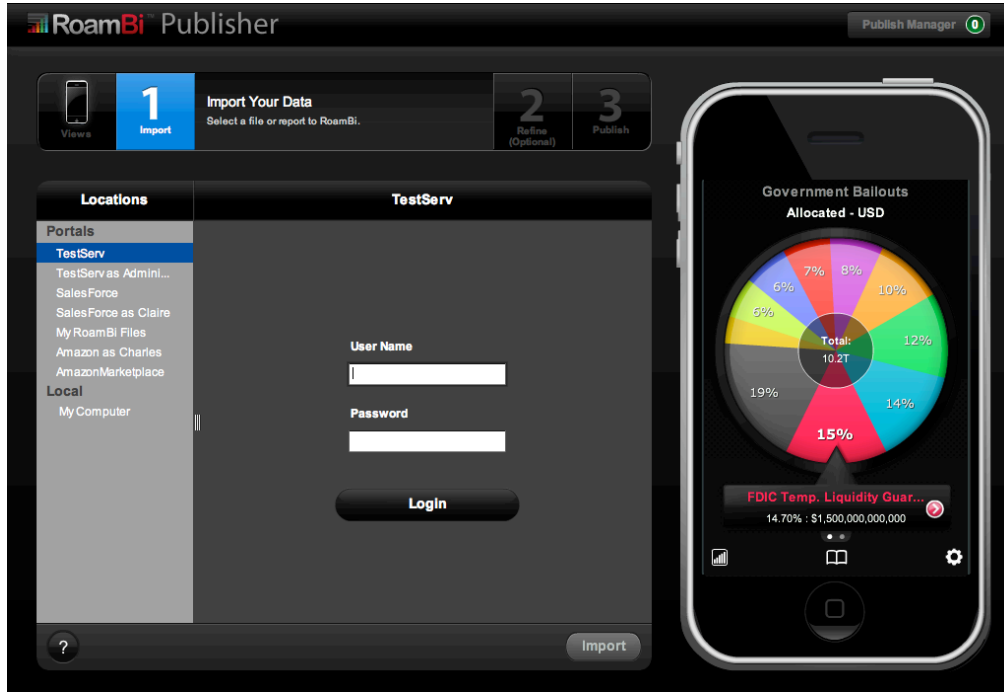 RoamBi™ Publisher
Publish Manager 0
Views
1
Import
Import Your Data
Select a file or report to RoamBi.
2
Refine
(Optional)
3
Publish
Locations
TestServ
Portals
TestServ
TestServ as Admini...
SalesForce
SalesForce as Claire
My RoamBi Files
Amazon as Charles
AmazonMarketplace
Local
My Computer
User Name
Password
Login
?
Import
Government Bailouts
Allocated - USD
7%
8%
6%
10%
5%
12%
Total:
10.2T
19%
14%
15%
FDIC Temp. Liquidity Guar...
14.70% : $1,500,000,000,000